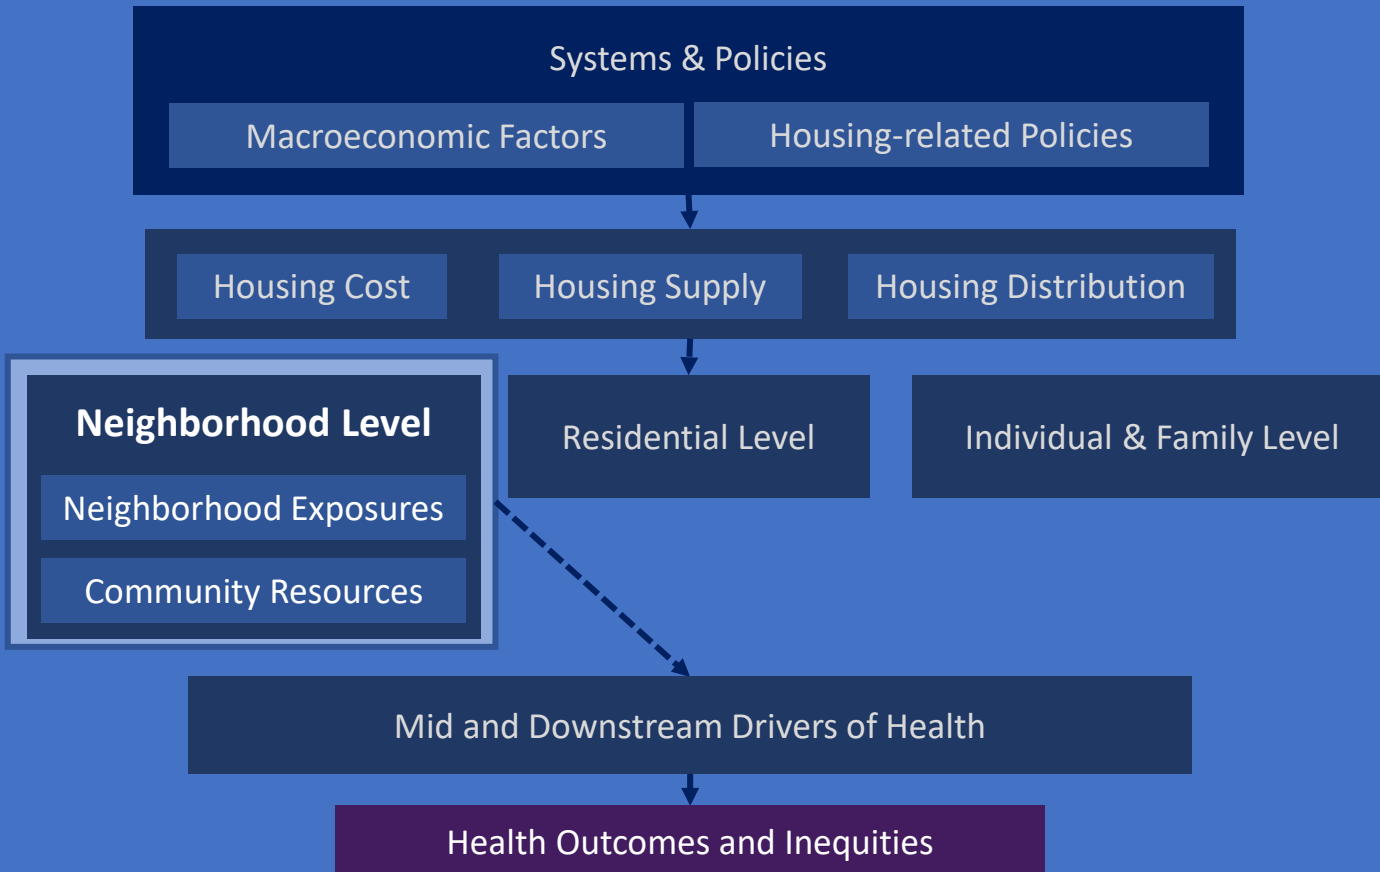 Systems & Policies
Macroeconomic Factors
Housing-related Policies
Housing Cost
Housing Supply
Housing Distribution
Neighborhood Level
Neighborhood Exposures
Community Resources
Residential Level
Individual & Family Level
Mid and Downstream Drivers of Health
Health Outcomes and Inequities